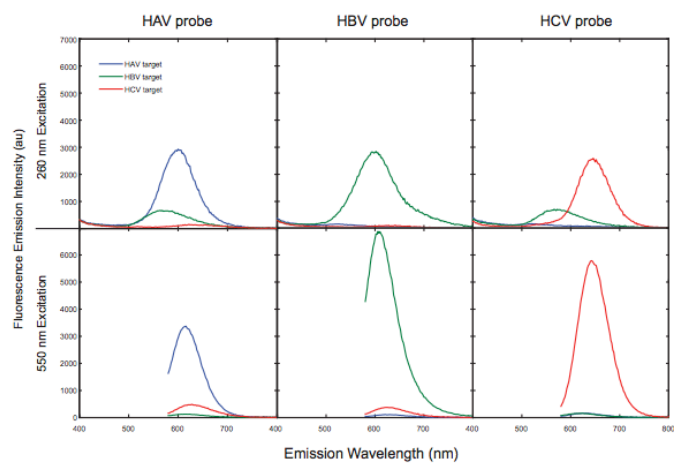 HAV probe HBV probe HCV probe
7000
6000
5000
4000
3000
2000
1000
HAV target
HBV target
HCV target
260 nm Excitation
Fluorescence Emission Intensity (au)
550 nm Excitation
6000
5000
4000
3000
2000
1000
0
400 500 600 700 400 500 600 700 400 500 600 700 800
Emission Wavelength (nm)